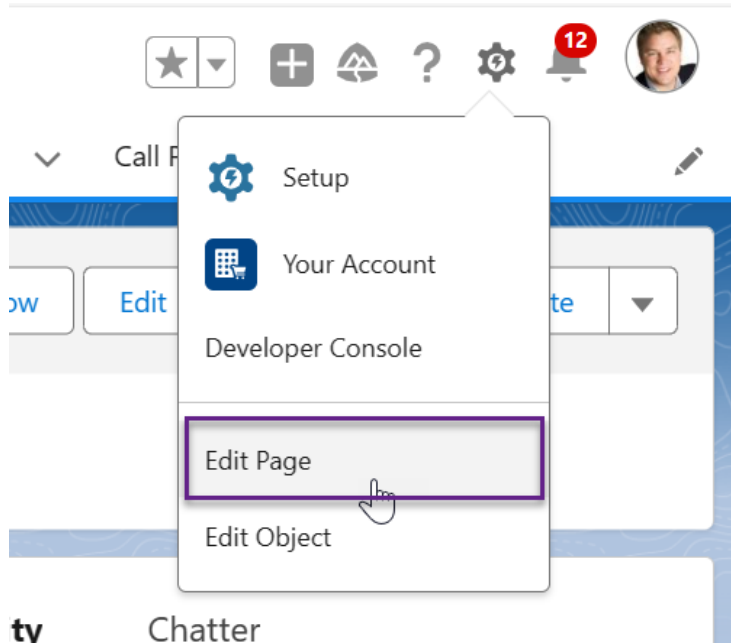 12
Call
Setup
Your Account
Edit
Developer Console
Edit Page
Edit Object
Chatter